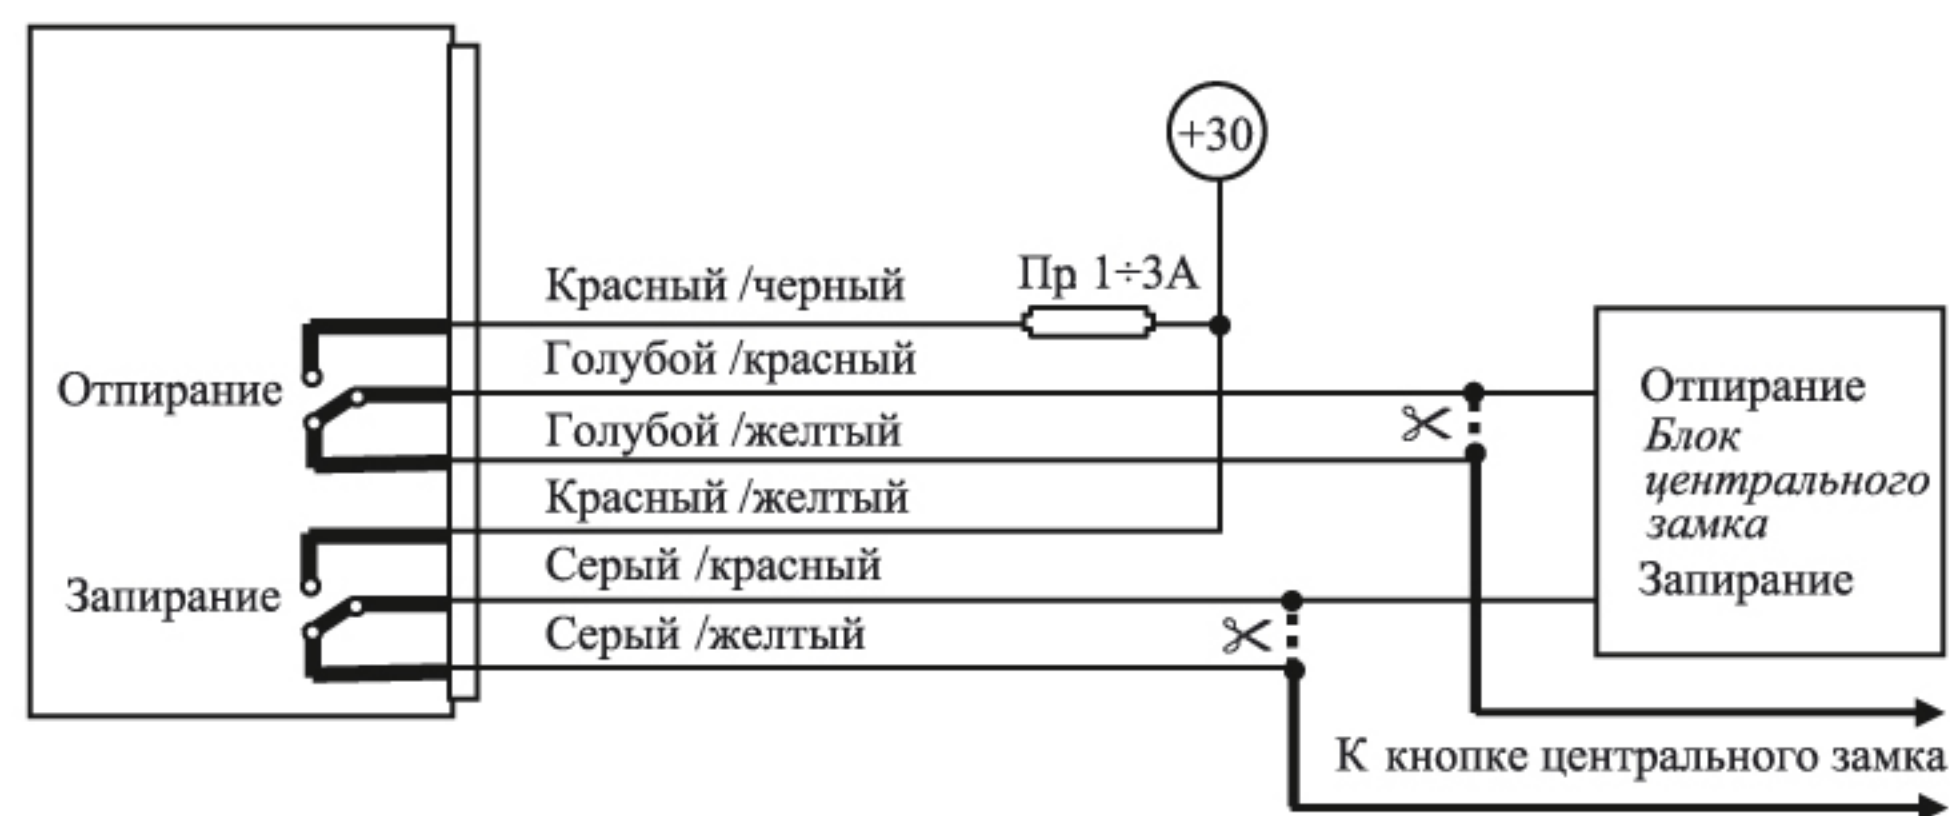 +30
Пр 1÷3А
Красный /черный
Голубой /красный
Отпирание
Голубой /желтый
Красный /желтый
Серый /красный
Запирание
Серый /желтый
Отпирание
Блок
центрального
замка
Запирание
К кнопке центрального замка